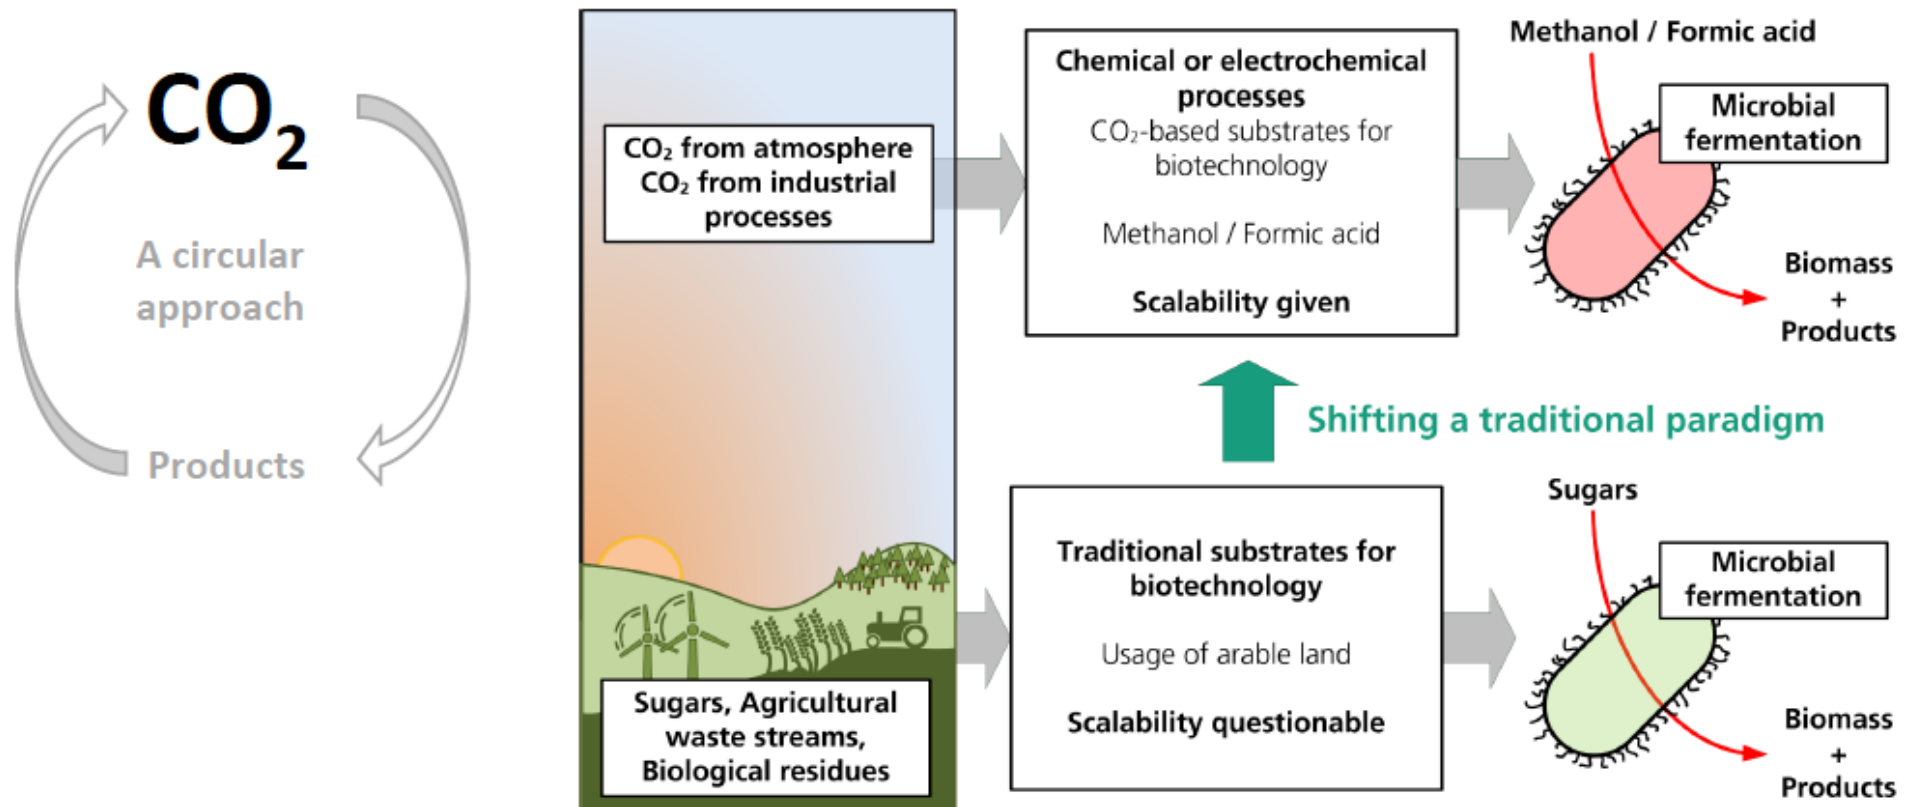 CO₂
A circular
approach
Products
CO₂ from atmosphere
CO₂ from industrial
processes
Sugars, Agricultural
waste streams,
Biological residues
Chemical or electrochemical
processes
CO₂-based substrates for
biotechnology
Methanol / Formic acid
Scalability given
Methanol / Formic acid
Microbial
fermentation
Biomass
+
Products
Shifting a traditional paradigm
Traditional substrates for
biotechnology
Usage of arable land
Scalability questionable
Sugars
Microbial
fermentation
Biomass
+
Products